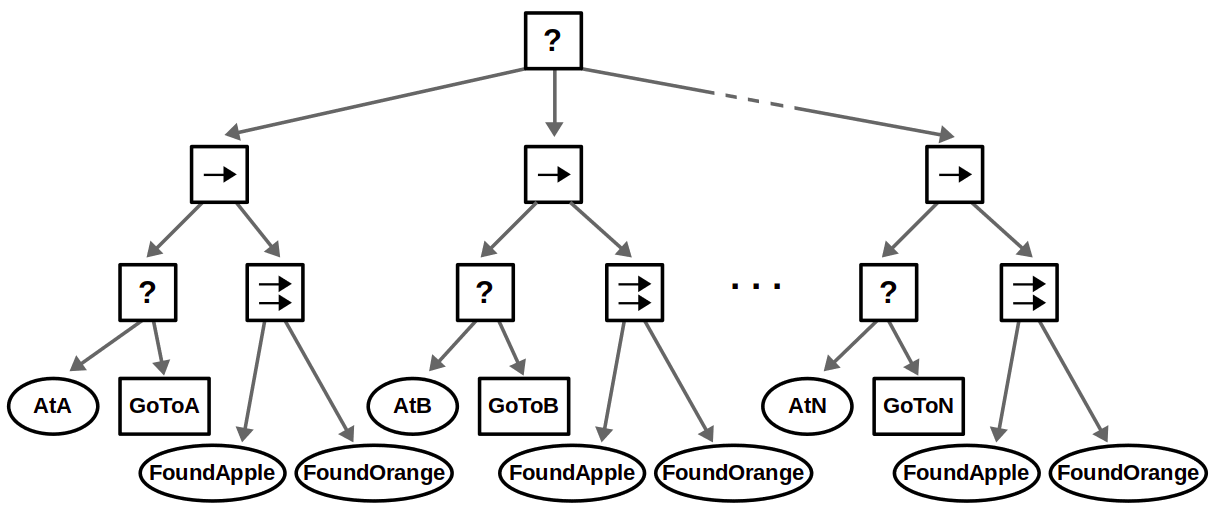 ?
?
?
. . .
?
AtA
GoToA
AtB
GoToB
AtN
GoToN
FoundApple
FoundOrange
FoundApple
FoundOrange
FoundApple
FoundOrange